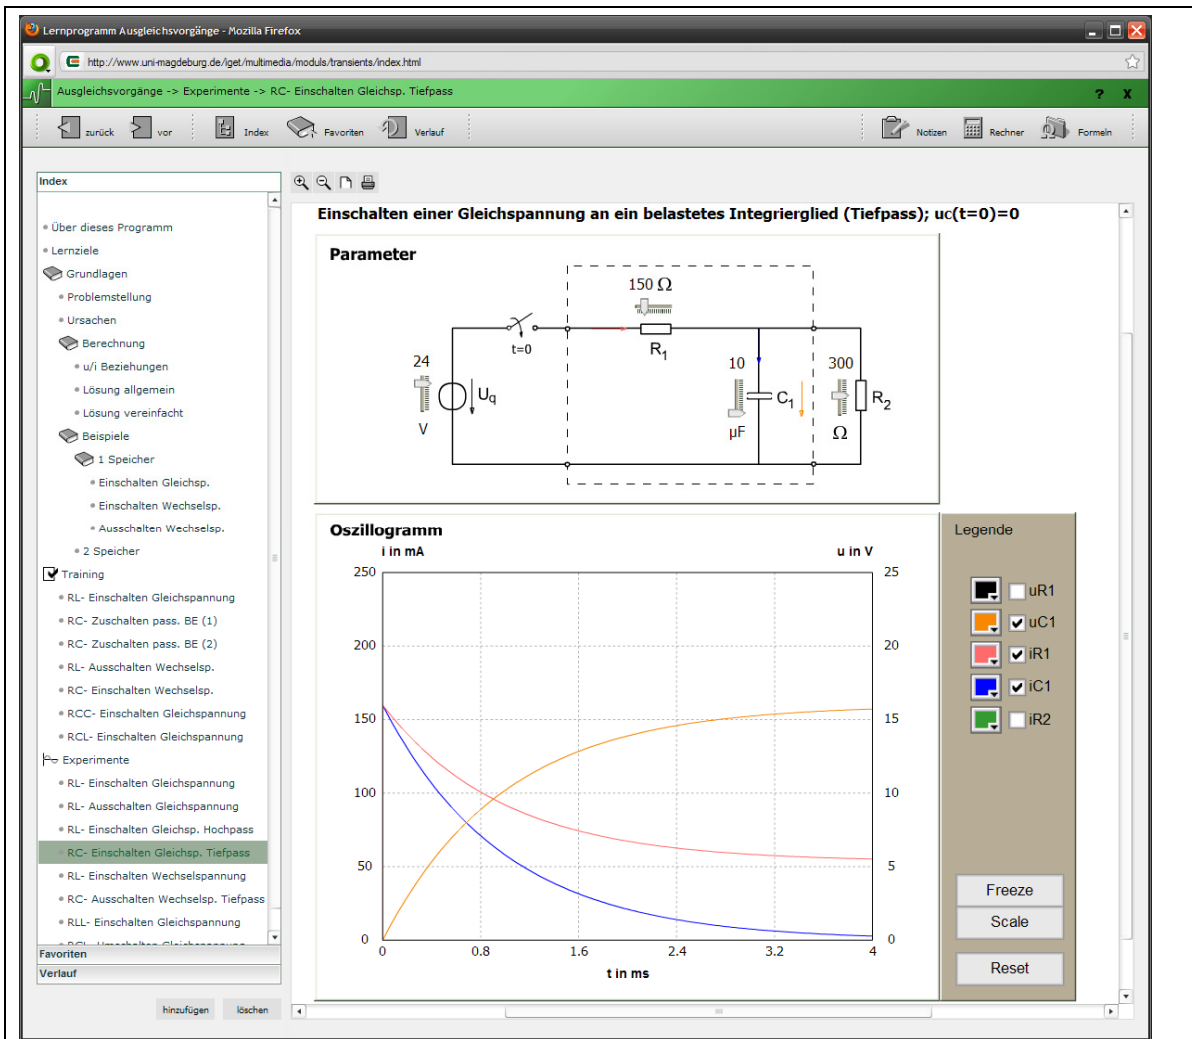 Lernprogramm Ausgleichsvorgänge - Mozilla Firefox
http://www.uni-magdeburg.de/iget/multimedia/moduls/transients/index.html
Ausgleichsvorgänge -> Experimente -> RC- Einschalten Gleichsp. Tiefpass
? X
zurück vor Index Favoriten Verlauf Notizen Rechner Formeln
Index
Über dieses Programm
Lernziele
Grundlagen
Problemstellung
Ursachen
Berechnung
u/i Beziehungen
Lösung allgemein
Lösung vereinfacht
Beispiele
1 Speicher
Einschalten Gleichsp.
Einschalten Wechselsp.
Ausschalten Wechselsp.
2 Speicher
Training
RL- Einschalten Gleichspannung
RC- Zuschalten pass. BE (1)
RC- Zuschalten pass. BE (2)
RL- Ausschalten Wechselsp.
RC- Einschalten Wechselsp.
RCC- Einschalten Gleichspannung
RCL- Einschalten Gleichspannung
Experimente
RL- Einschalten Gleichspannung
RL- Ausschalten Gleichspannung
RL- Einschalten Gleichsp. Hochpass
RC- Einschalten Gleichsp. Tiefpass
RL- Einschalten Wechselspannung
RC- Ausschalten Wechselsp. Tiefpass
RLL- Einschalten Gleichspannung
RCL- Umschalten Gleichspannung
Favoriten
Verlauf
hinzufügen löschen
Einschalten einer Gleichspannung an ein belastetes Integrierglied (Tiefpass); uC(t=0)=0
Parameter
150 Ω
R1
t=0
24
Uq
V
10
C1
µF
300
R2
Ω
Oszillogramm
i in mA u in V
250 25
200 20
150 15
100 10
50 5
0 0
0 0.8 1.6 2.4 3.2 4
t in ms
Legende
uR1
uC1
iR1
iC1
iR2
Freeze
Scale
Reset